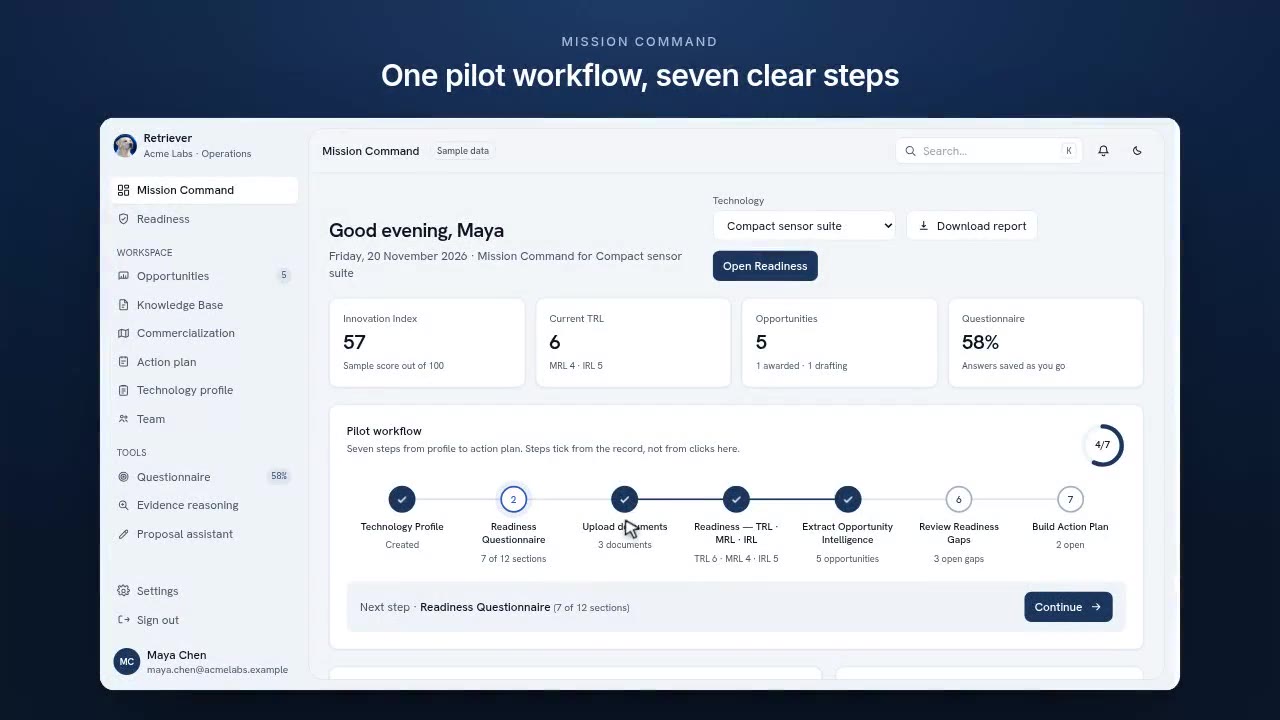 MISSION COMMAND
One pilot workflow, seven clear steps
Retriever
Acme Labs · Operations
Mission Command
Readiness
WORKSPACE
Opportunities 5
Knowledge Base
Commercialization
Action plan
Technology profile
Team
TOOLS
Questionnaire 58%
Evidence reasoning
Proposal assistant
Settings
Sign out
MC
Maya Chen
maya.chen@acmelabs.example
Mission Command Sample data
Search... K
Good evening, Maya
Friday, 20 November 2026 · Mission Command for Compact sensor
suite
Technology
Compact sensor suite
Download report
Open Readiness
Innovation Index
57
Sample score out of 100
Current TRL
6
MRL 4 · IRL 5
Opportunities
5
1 awarded · 1 drafting
Questionnaire
58%
Answers saved as you go
Pilot workflow
Seven steps from profile to action plan. Steps tick from the record, not from clicks here.
4/7
Technology Profile
Created
2
Readiness
Questionnaire
7 of 12 sections
Upload documents
3 documents
Readiness — TRL ·
MRL · IRL
TRL 6 · MRL 4 · IRL 5
Extract Opportunity
Intelligence
5 opportunities
6
Review Readiness
Gaps
3 open gaps
7
Build Action Plan
2 open
Next step · Readiness Questionnaire (7 of 12 sections)
Continue